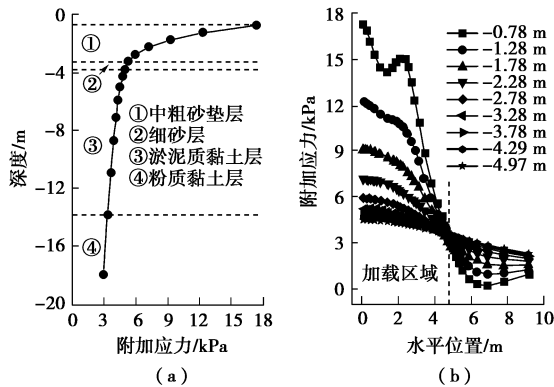 0
-4
-8
-12
-16
-20
深度/m
①
②
③
④
①中粗砂垫层
②细砂层
③淤泥质黏土层
④粉质黏土层
0 3 6 9 12 15 18
附加应力/kPa
(a)
18
15
12
9
6
3
0
附加应力/kPa
-0.78 m
-1.28 m
-1.78 m
-2.28 m
-2.78 m
-3.28 m
-3.78 m
-4.29 m
-4.97 m
加载区域
0 2 4 6 8 10
水平位置/m
(b)